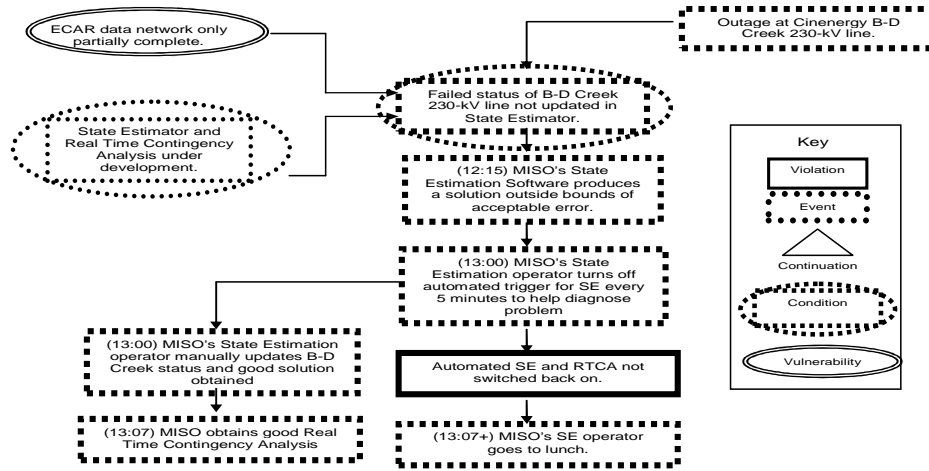 ECAR data network only
partially complete.
Outage at Cinenergy B-D
Creek 230-kV line.
Failed status of B-D Creek
230-kV line not updated in
State Estimator.
State Estimator and
Real Time Contingency
Analysis under
development.
(12:15) MISO's State
Estimation Software produces
a solution outside bounds of
acceptable error.
(13:00) MISO's State
Estimation operator turns off
automated trigger for SE every
5 minutes to help diagnose
problem
(13:00) MISO's State Estimation
operator manually updates B-D
Creek status and good solution
obtained
Automated SE and RTCA not
switched back on.
(13:07) MISO obtains good Real
Time Contingency Analysis
(13:07+) MISO's SE operator
goes to lunch.
Key
Violation
Event
Continuation
Condition
Vulnerability